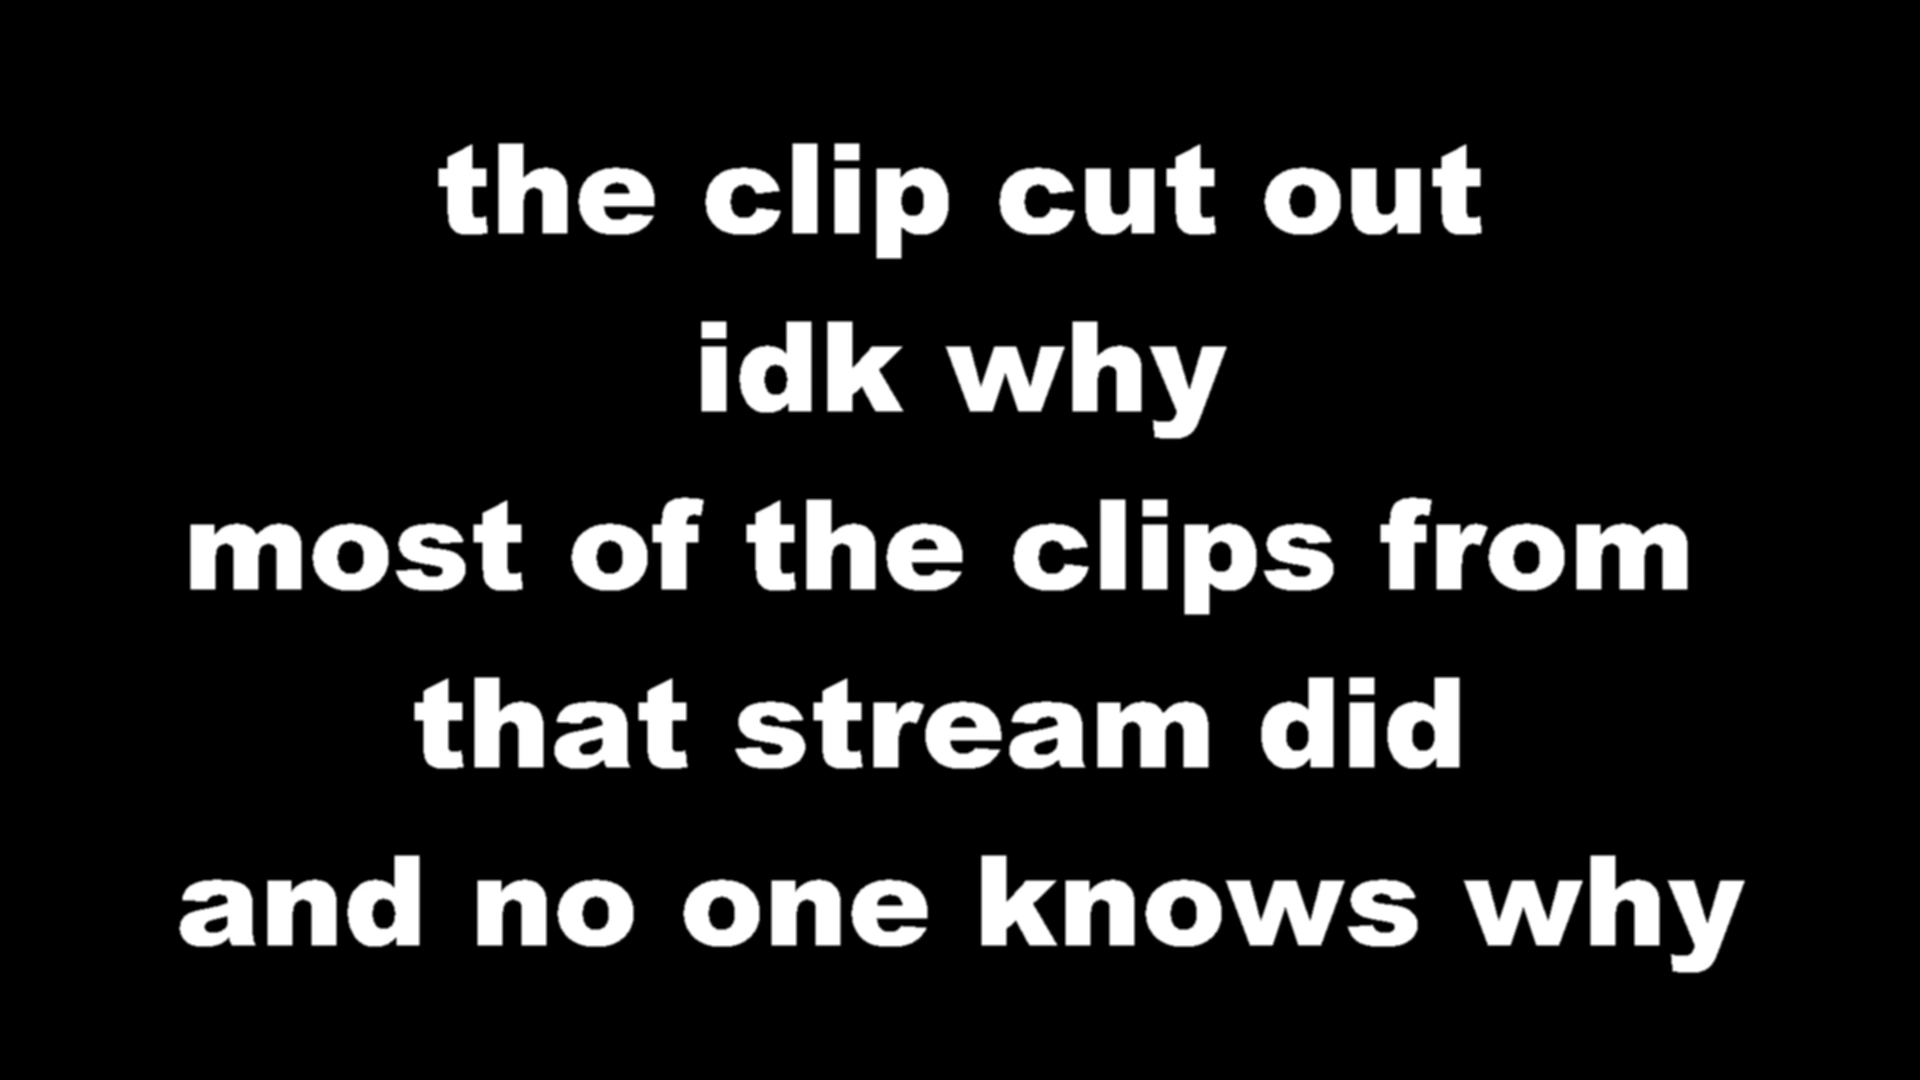 the clip cut out
idk why
most of the clips from
that stream did
and no one knows why